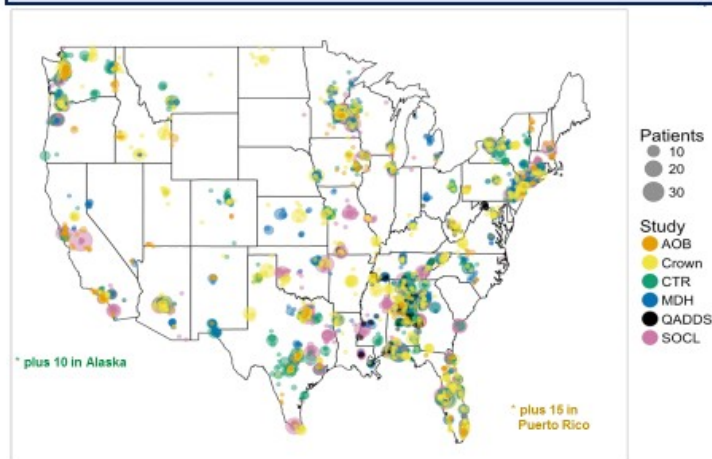 Patients
10
20
30
Study
AOB
Crown
CTR
MDH
QADDS
SOCL
* plus 10 in Alaska
* plus 15 in
Puerto Rico